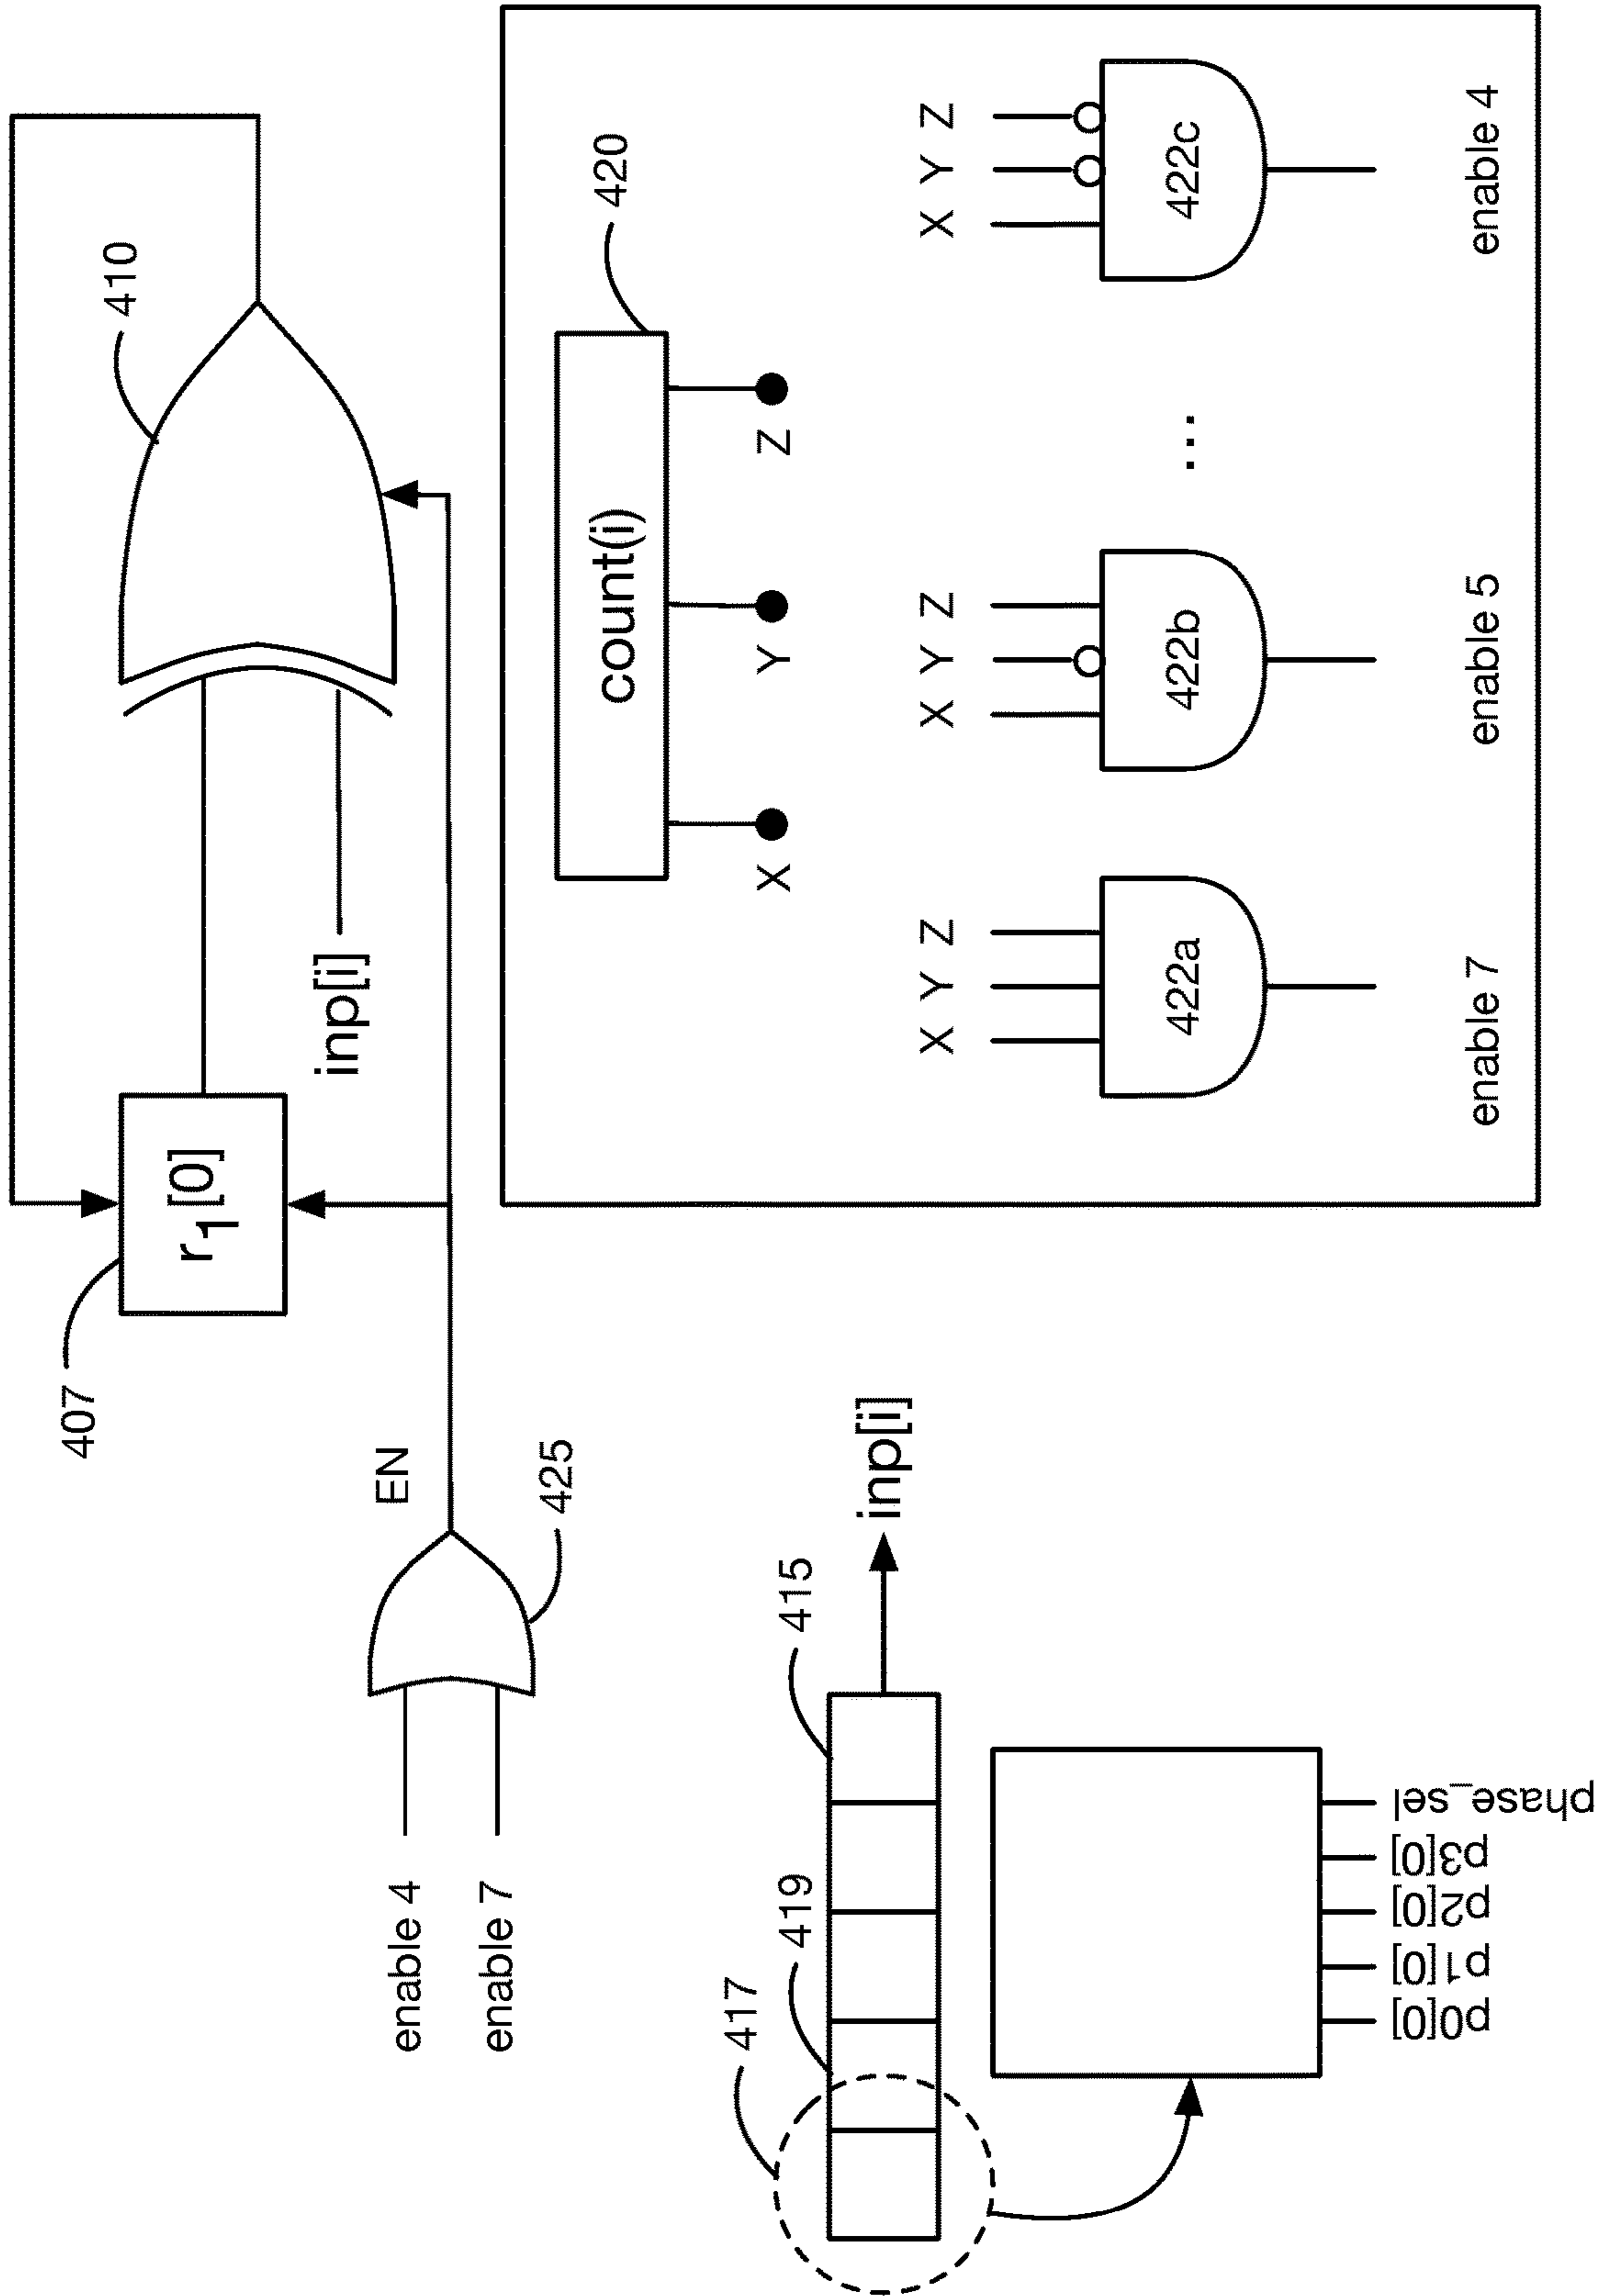 407
r1[0]
410
inp[i]
EN
enable 4
enable 7
425
417
419
415
inp[i]
p0[0]
p1[0]
p2[0]
p3[0]
phase_sel
420
count(i)
X
Y
Z
X Y Z
X Y Z
X Y Z
422a
422b
...
422c
enable 7
enable 5
enable 4